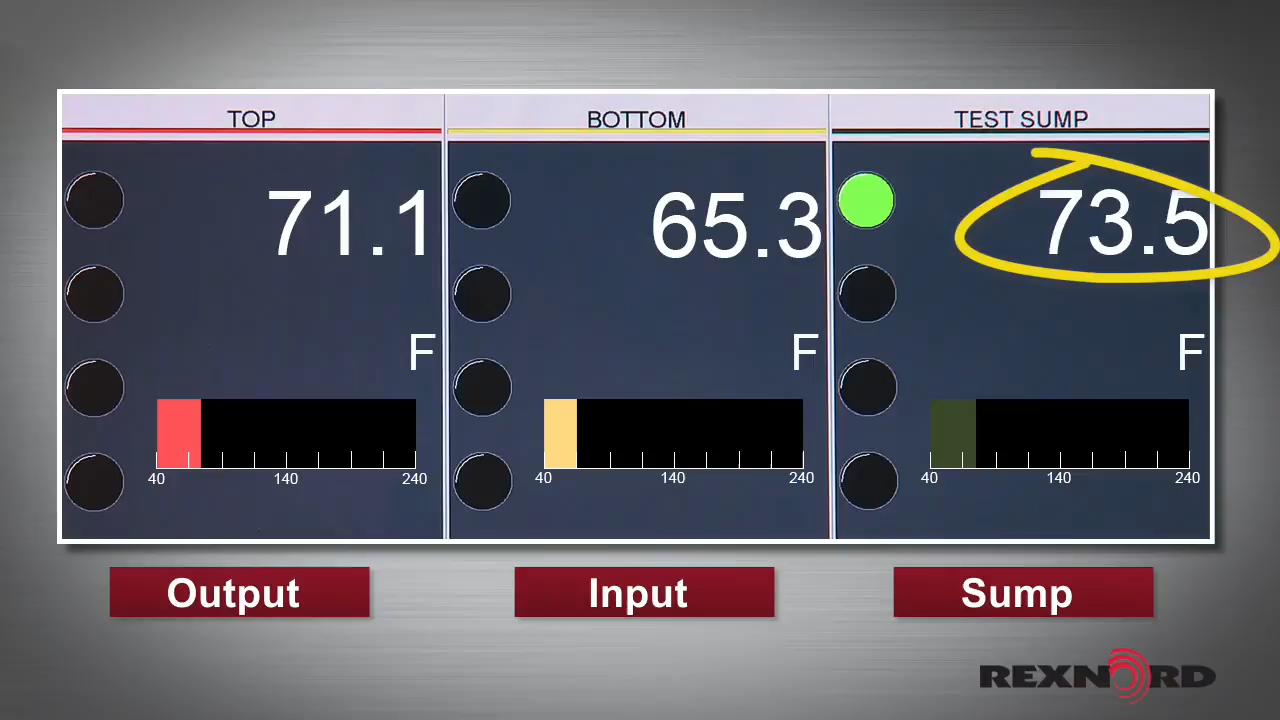 TOP BOTTOM TEST SUMP
71.1 65.3 73.5
F F F
40 140 240 40 140 240 40 140 240
Output Input Sump
REXNORD